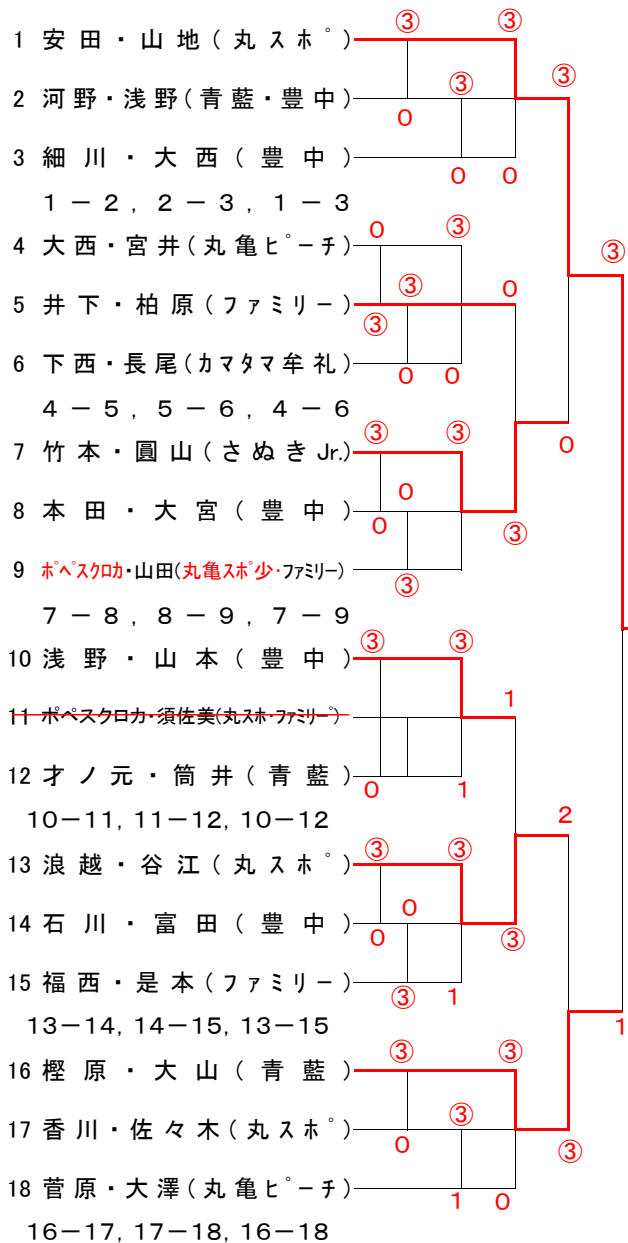 ③ ③
1 安田・山地(丸スポ)
③ ③
2 河野・浅野(青藍・豊中)
0
3 細川・大西(豊中)
0 0
1－2, 2－3, 1－3
0 ③ ③
4 大西・宮井(丸亀ピーチ)
③ 0
5 井下・柏原(ファミリー)
③
6 下西・長尾(カマタマ牟礼)
0 0
4－5, 5－6, 4－6
③ ③ 0
7 竹本・圓山(さぬきJr.)
0
8 本田・大宮(豊中)
0 ③
9 ポペスクロカ・山田(丸亀スポ少・ファミリー)
③
7－8, 8－9, 7－9
③ ③
10 浅野・山本(豊中)
1
11 ポペスクロカ・須佐美(丸スポ・ファミリー)
12 才ノ元・筒井(青藍)
0 1
10－11, 11－12, 10－12
2
③ ③
13 浪越・谷江(丸スポ)
0
14 石川・富田(豊中)
0 ③
15 福西・是本(ファミリー)
③ 1
13－14, 14－15, 13－15
1
③ ③
16 樫原・大山(青藍)
③
17 香川・佐々木(丸スポ)
0 ③
18 菅原・大澤(丸亀ピーチ)
1 0
16－17, 17－18, 16－18